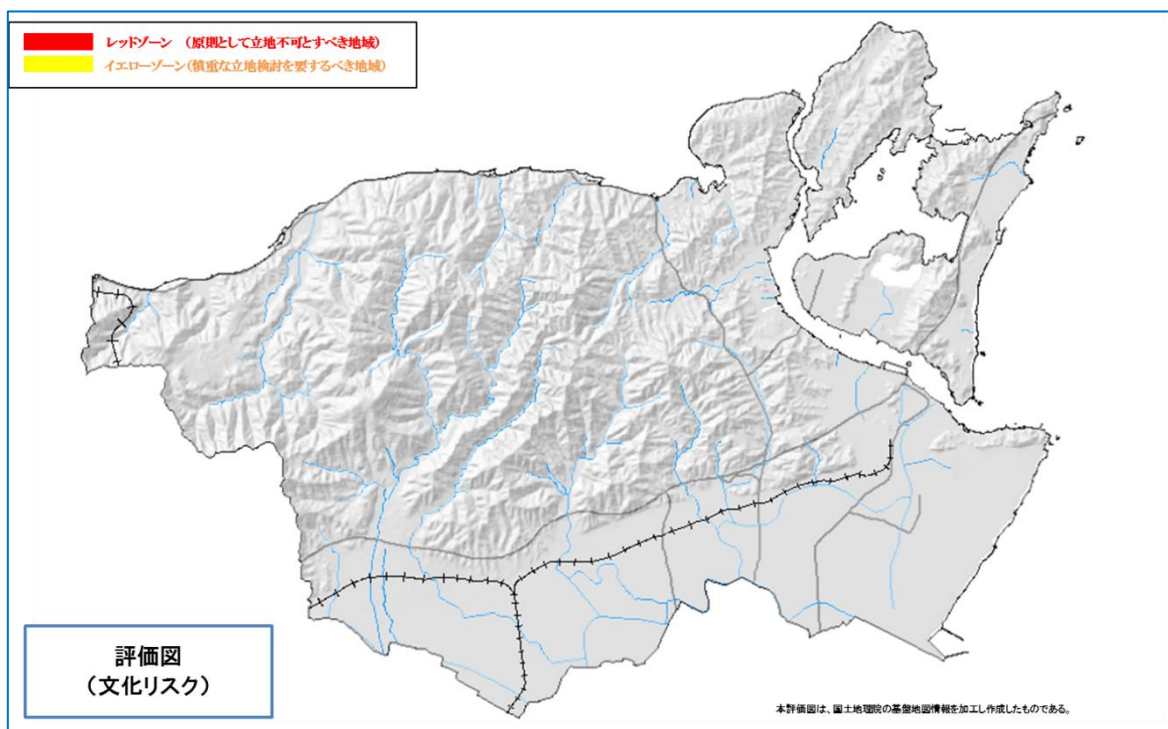 レッドゾーン （原則として立地不可とすべき地域）
イエローゾーン（慎重な立地検討を要するべき地域）
評価図
（文化リスク）
本評価図は、国土地理院の基盤地図情報を加工し作成したものである。